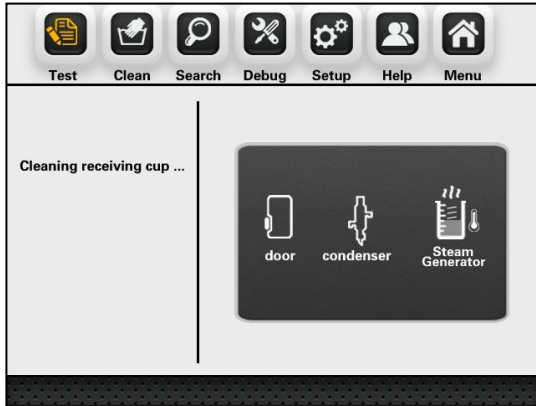 Test Clean Search Debug Setup Help Menu
Cleaning receiving cup ...
door condenser Steam
Generator